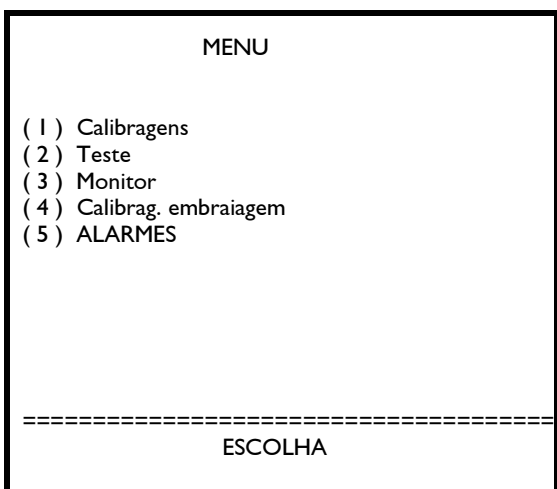 MENU
( 1 ) Calibragens
( 2 ) Teste
( 3 ) Monitor
( 4 ) Calibrag. embraiagem
( 5 ) ALARMES
======================================
ESCOLHA